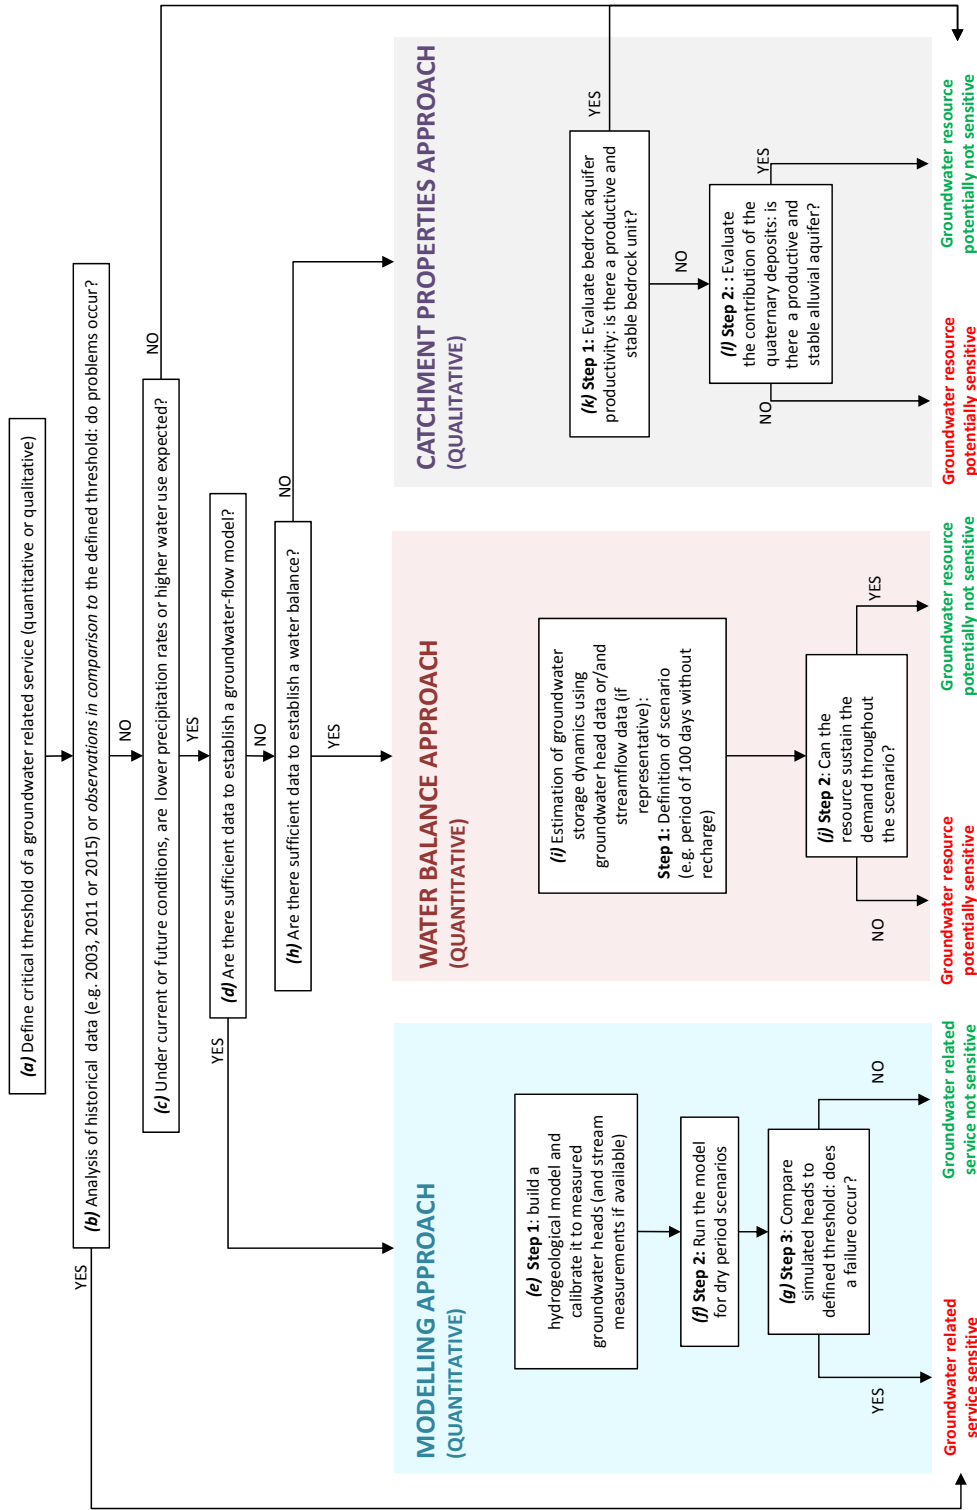 (a) Define critical threshold of a groundwater related service (quantitative or qualitative)
(b) Analysis of historical data (e.g. 2003, 2011 or 2015) or observations in comparison to the defined threshold: do problems occur?
YES
NO
(c) Under current or future conditions, are lower precipitation rates or higher water use expected?
NO
YES
(d) Are there sufficient data to establish a groundwater-flow model?
YES
NO
(h) Are there sufficient data to establish a water balance?
NO
YES
MODELLING APPROACH
(QUANTITATIVE)
(e) Step 1: build a
hydrogeological model and
calibrate it to measured
groundwater heads (and stream
measurements if available)
(f) Step 2: Run the model
for dry period scenarios
(g) Step 3: Compare
simulated heads to
defined threshold: does
a failure occur?
YES
NO
Groundwater related
service sensitive
Groundwater related
service not sensitive
WATER BALANCE APPROACH
(QUANTITATIVE)
(i) Estimation of groundwater
storage dynamics using
groundwater head data or/and
streamflow data (if
representative):
Step 1: Definition of scenario
(e.g. period of 100 days without
recharge)
(j) Step 2: Can the
resource sustain the
demand throughout
the scenario?
NO
YES
Groundwater resource
potentially sensitive
Groundwater resource
potentially not sensitive
CATCHMENT PROPERTIES APPROACH
(QUALITATIVE)
(k) Step 1: Evaluate bedrock aquifer
productivity: is there a productive and
stable bedrock unit?
YES
NO
(l) Step 2: : Evaluate
the contribution of the
quaternary deposits: is
there a productive and
stable alluvial aquifer?
NO
YES
Groundwater resource
potentially sensitive
Groundwater resource
potentially not sensitive